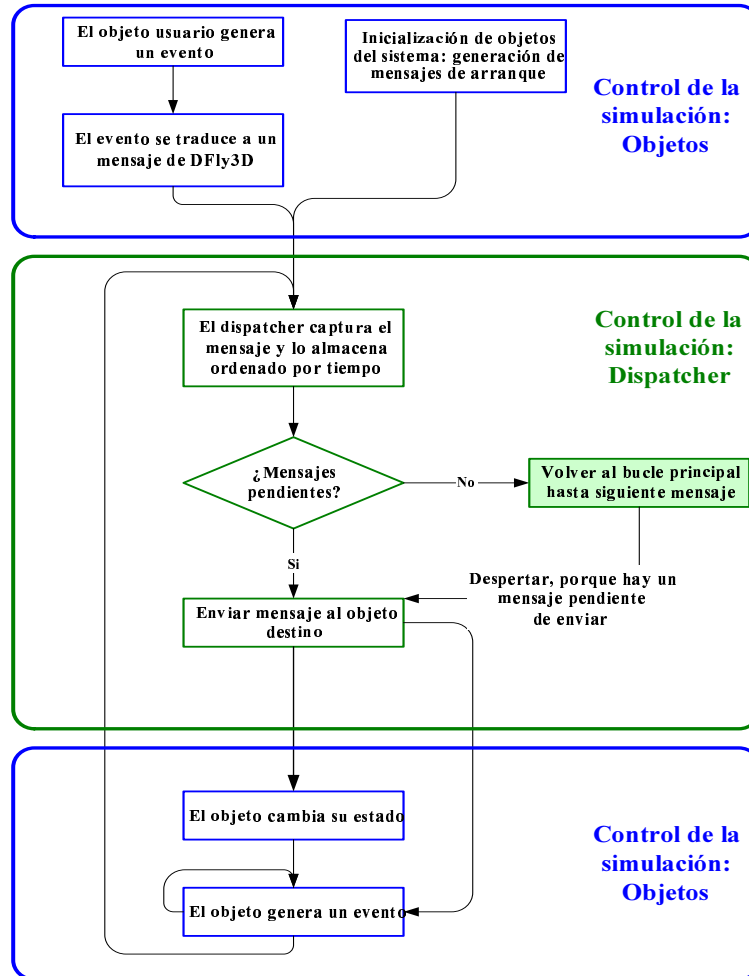 El objeto usuario genera
un evento
Inicialización de objetos
del sistema: generación de
mensajes de arranque
Control de la
simulación:
Objetos
El evento se traduce a un
mensaje de DFly3D
El dispatcher captura el
mensaje y lo almacena
ordenado por tiempo
Control de la
simulación:
Dispatcher
¿Mensajes
pendientes?
No
Volver al bucle principal
hasta siguiente mensaje
Si
Despertar, porque hay un
mensaje pendiente
de enviar
Enviar mensaje al objeto
destino
El objeto cambia su estado
Control de la
simulación:
Objetos
El objeto genera un evento